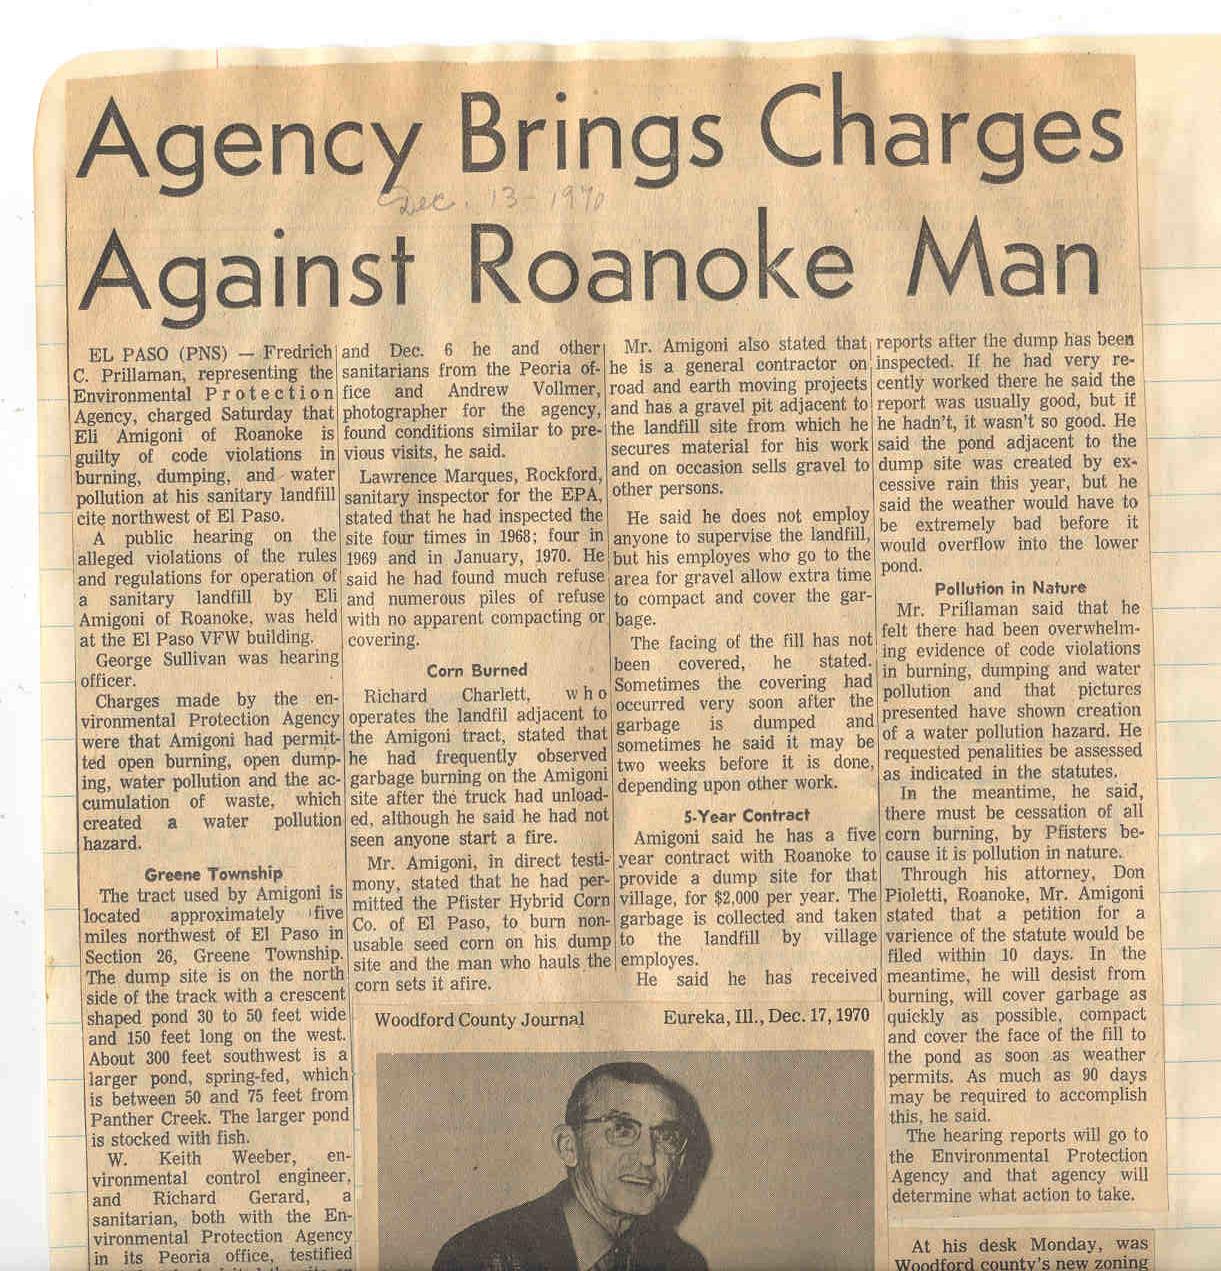 Agency Brings Charges
Dec. 13-1970
Against Roanoke Man
EL PASO (PNS) — Fredrich
C. Prillaman, representing the
Environmental Protection
Agency, charged Saturday that
Eli Amigoni of Roanoke is
guilty of code violations in
burning, dumping, and water
pollution at his sanitary landfill
cite northwest of El Paso.
A public hearing on the
alleged violations of the rules
and regulations for operation of
a sanitary landfill by Eli
Amigoni of Roanoke, was held
at the El Paso VFW building.
George Sullivan was hearing
officer.
Charges made by the en-
vironmental Protection Agency
were that Amigoni had permit-
ted open burning, open dump-
ing, water pollution and the ac-
cumulation of waste, which
created a water pollution
hazard.
Greene Township
The tract used by Amigoni is
located approximately five
miles northwest of El Paso in
Section 26, Greene Township.
The dump site is on the north
side of the track with a crescent
shaped pond 30 to 50 feet wide
and 150 feet long on the west.
About 300 feet southwest is a
larger pond, spring-fed, which
is between 50 and 75 feet from
Panther Creek. The larger pond
is stocked with fish.
W. Keith Weeber, en-
vironmental control engineer,
and Richard Gerard, a
sanitarian, both with the En-
vironmental Protection Agency
in its Peoria office, testified
and Dec. 6 he and other
sanitarians from the Peoria of-
fice and Andrew Vollmer,
photographer for the agency,
found conditions similar to pre-
vious visits, he said.
Lawrence Marques, Rockford,
sanitary inspector for the EPA,
stated that he had inspected the
site four times in 1968; four in
1969 and in January, 1970. He
said he had found much refuse
and numerous piles of refuse
with no apparent compacting or
covering.
Corn Burned
Richard Charlett, who
operates the landfil adjacent to
the Amigoni tract, stated that
he had frequently observed
garbage burning on the Amigoni
site after the truck had unload-
ed, although he said he had not
seen anyone start a fire.
Mr. Amigoni, in direct testi-
mony, stated that he had per-
mitted the Pfister Hybrid Corn
Co. of El Paso, to burn non-
usable seed corn on his dump
site and the man who hauls the
corn sets it afire.
Mr. Amigoni also stated that
he is a general contractor on
road and earth moving projects
and has a gravel pit adjacent to
the landfill site from which he
secures material for his work
and on occasion sells gravel to
other persons.
He said he does not employ
anyone to supervise the landfill,
but his employes who go to the
area for gravel allow extra time
to compact and cover the gar-
bage.
The facing of the fill has not
been covered, he stated.
Sometimes the covering had
occurred very soon after the
garbage is dumped and
sometimes he said it may be
two weeks before it is done,
depending upon other work.
5-Year Contract
Amigoni said he has a five
year contract with Roanoke to
provide a dump site for that
village, for $2,000 per year. The
garbage is collected and taken
to the landfill by village
employes.
He said he has received
reports after the dump has been
inspected. If he had very re-
cently worked there he said the
report was usually good, but if
he hadn't, it wasn't so good. He
said the pond adjacent to the
dump site was created by ex-
cessive rain this year, but he
said the weather would have to
be extremely bad before it
would overflow into the lower
pond.
Pollution in Nature
Mr. Prillaman said that he
felt there had been overwhelm-
ing evidence of code violations
in burning, dumping and water
pollution and that pictures
presented have shown creation
of a water pollution hazard. He
requested penalities be assessed
as indicated in the statutes.
In the meantime, he said,
there must be cessation of all
corn burning, by Pfisters be-
cause it is pollution in nature.
Through his attorney, Don
Pioletti, Roanoke, Mr. Amigoni
stated that a petition for a
varience of the statute would be
filed within 10 days. In the
meantime, he will desist from
burning, will cover garbage as
quickly as possible, compact
and cover the face of the fill to
the pond as soon as weather
permits. As much as 90 days
may be required to accomplish
this, he said.
The hearing reports will go to
the Environmental Protection
Agency and that agency will
determine what action to take.
Woodford County Journal Eureka, Ill., Dec. 17, 1970
At his desk Monday, was
Woodford county's new zoning